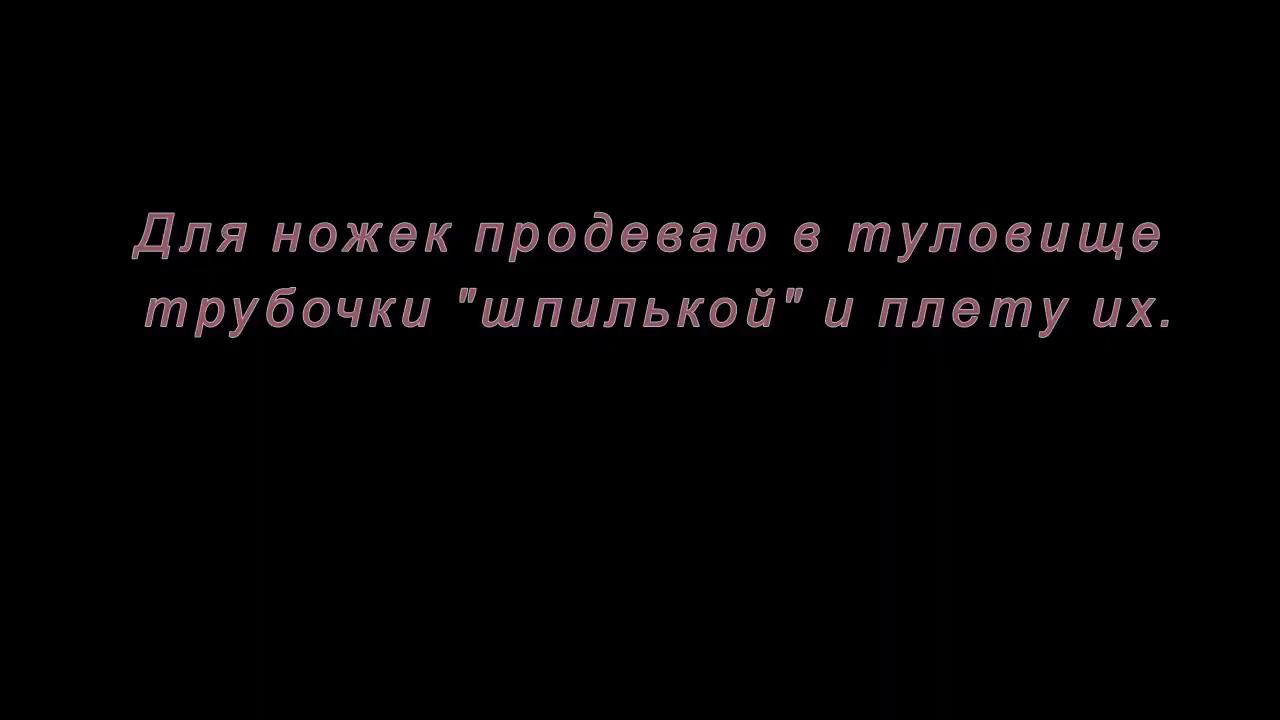 Для ножек продеваю в туловище
трубочки "шпилькой" и плету их.